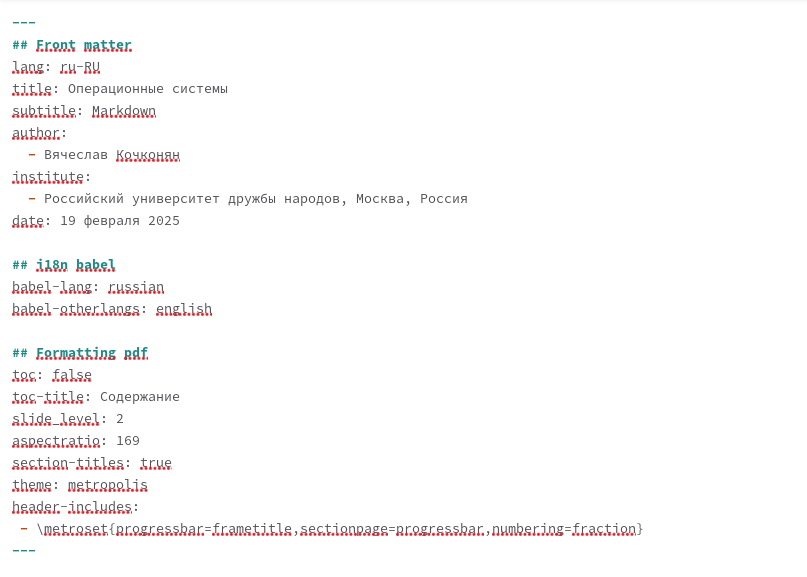 ---
## Front matter
lang: ru-RU
title: Операционные системы
subtitle: Markdown
author:
  - Вячеслав Кочконян
institute:
  - Российский университет дружбы народов, Москва, Россия
date: 19 февраля 2025

## i18n babel
babel-lang: russian
babel-otherlangs: english

## Formatting pdf
toc: false
toc-title: Содержание
slide_level: 2
aspectratio: 169
section-titles: true
theme: metropolis
header-includes:
 - \metroset{progressbar=frametitle,sectionpage=progressbar,numbering=fraction}
---